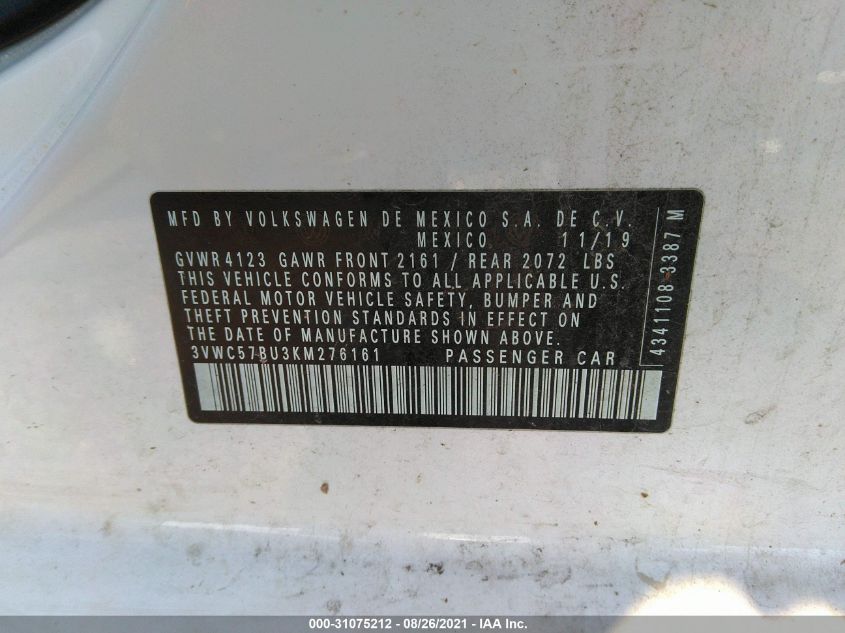 MFD BY VOLKSWAGEN DE MEXICO S.A. DE C.V.
MEXICO. 11/19
GVWR 4123 GAWR FRONT 2161 / REAR 2072 LBS
THIS VEHICLE CONFORMS TO ALL APPLICABLE U.S.
FEDERAL MOTOR VEHICLE SAFETY, BUMPER AND
THEFT PREVENTION STANDARDS IN EFFECT ON
THE DATE OF MANUFACTURE SHOWN ABOVE.
3VWC57BU3KM276161 PASSENGER CAR
4341108-3387 M
000-31075212 - 08/26/2021 - IAA Inc.